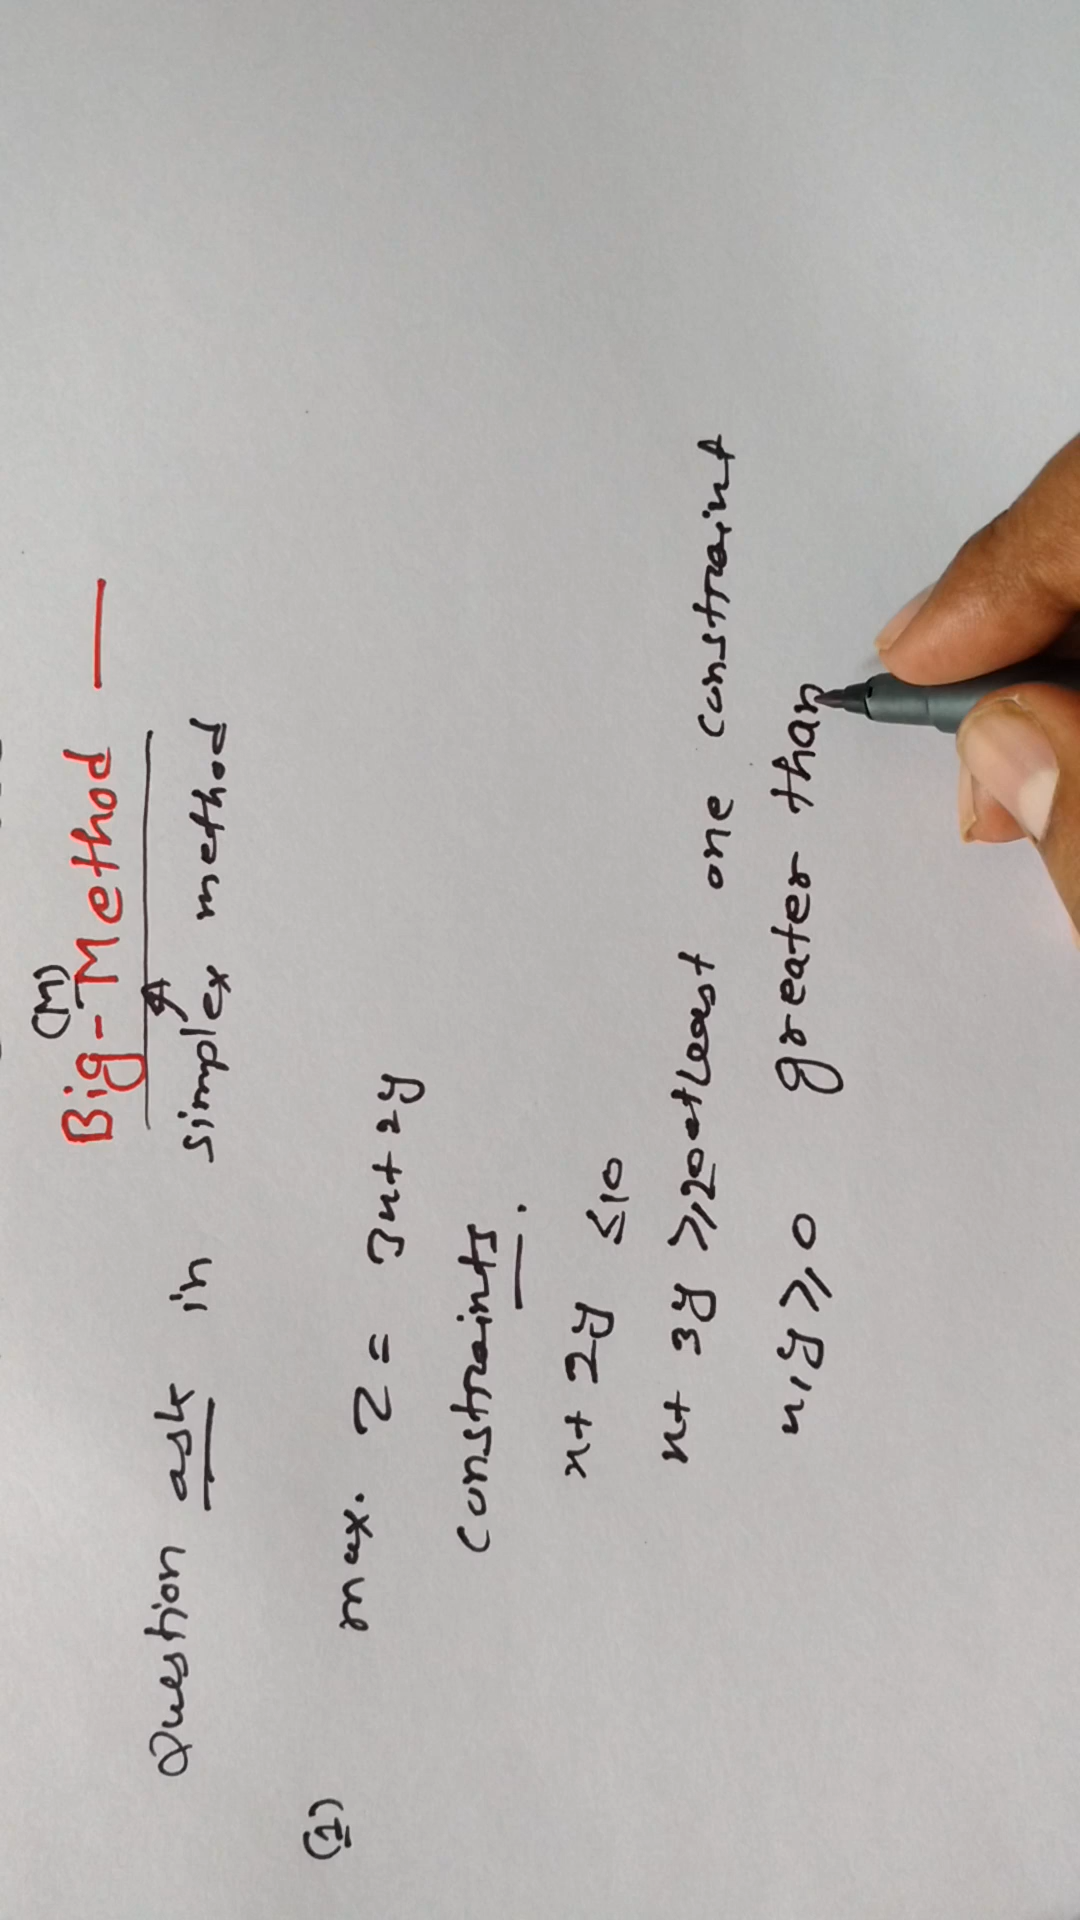 (M)
Big-Method —
Question ask in simplex method
(1) max. Z = 3x+2y
Constraints.
x+2y ≤10
x+3y ≥20 atleast one constraint
x,y ≥0 greater than